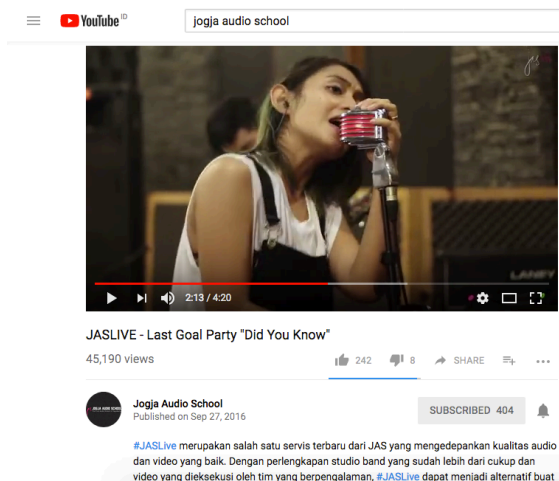 YouTube ID
jogja audio school
LANEY
2:13 / 4:20
JASLIVE - Last Goal Party "Did You Know"
45,190 views
242 8 SHARE
Jogja Audio School
Published on Sep 27, 2016
SUBSCRIBED 404
#JASLive merupakan salah satu servis terbaru dari JAS yang mengedepankan kualitas audio
dan video yang baik. Dengan perlengkapan studio band yang sudah lebih dari cukup dan
video yang dieksekusi oleh tim yang berpengalaman, #JASLive dapat menjadi alternatif buat